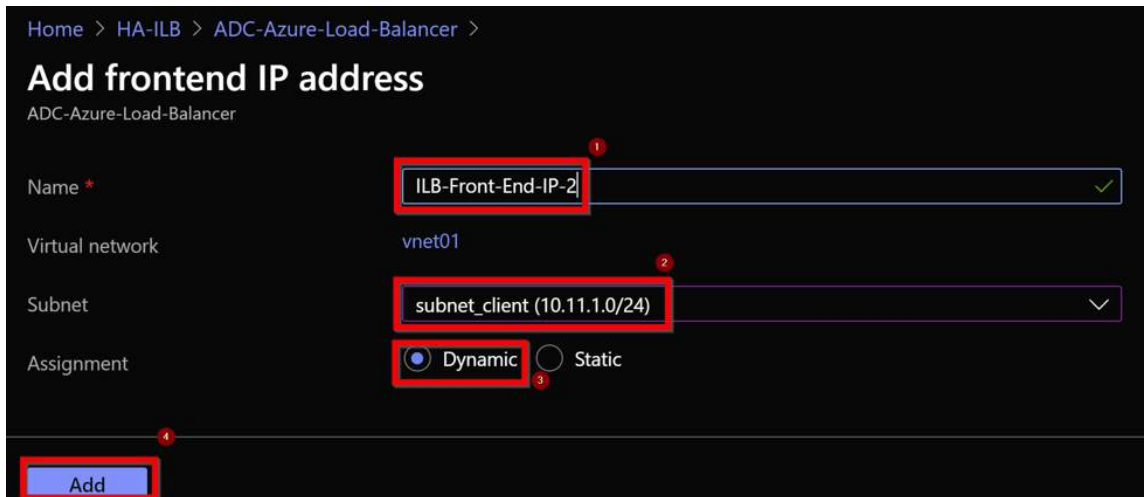 Home > HA-ILB > ADC-Azure-Load-Balancer >
Add frontend IP address
ADC-Azure-Load-Balancer
1
Name * ILB-Front-End-IP-2
Virtual network vnet01
2
Subnet subnet_client (10.11.1.0/24)
Assignment Dynamic Static
3
4
Add